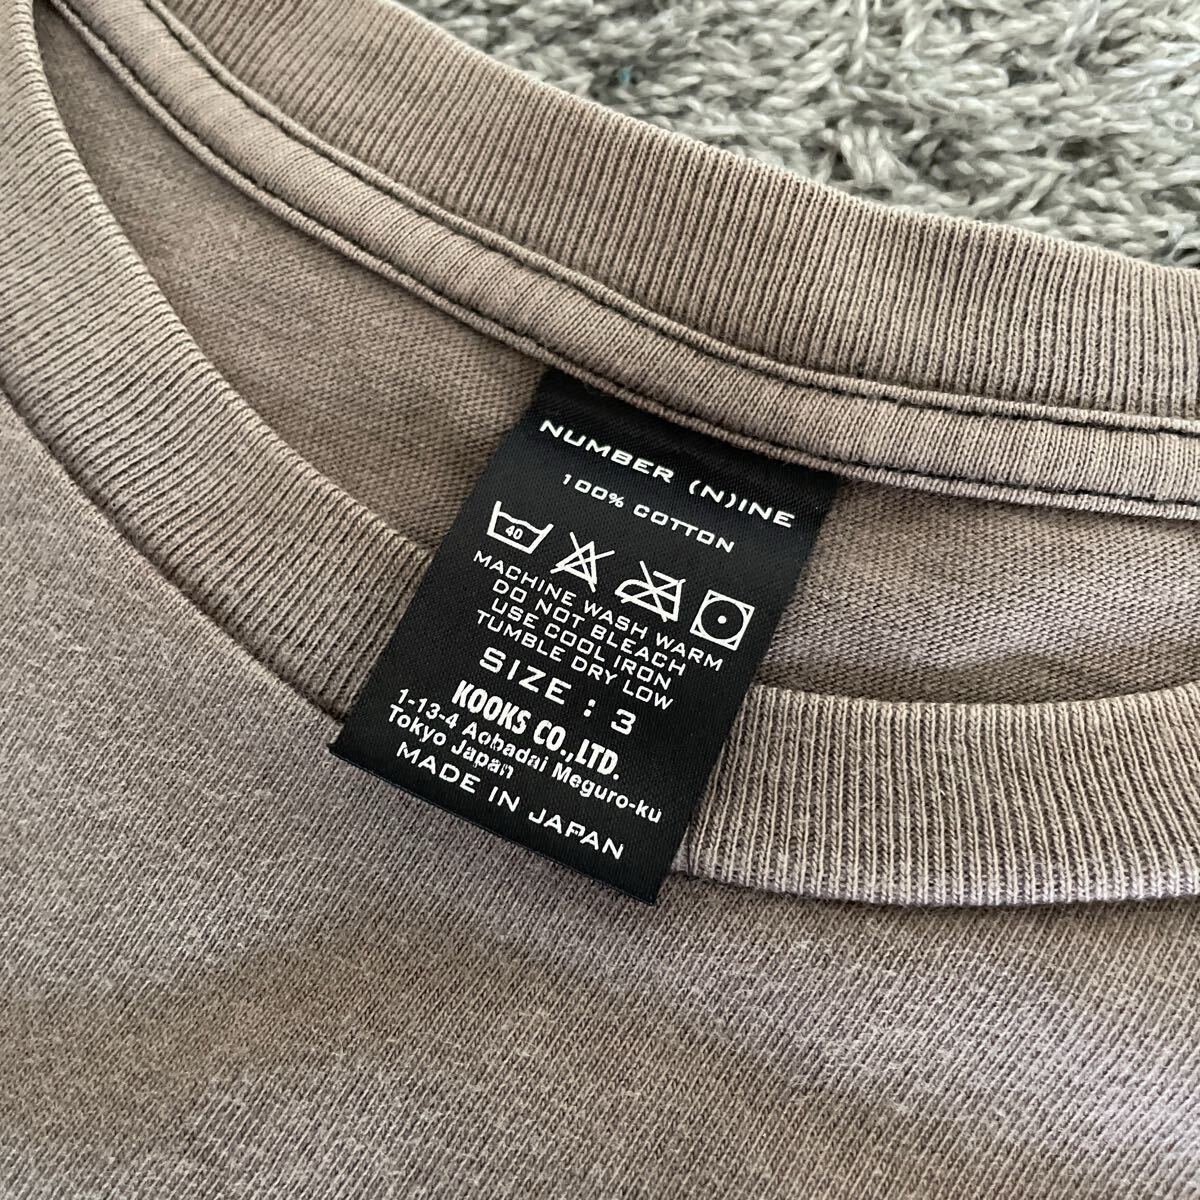 NUMBER (N)INE
100% COTTON
40
MACHINE WASH WARM
DO NOT BLEACH
USE COOL IRON
TUMBLE DRY LOW
SIZE : 3
KOOKS CO.,LTD.
1-13-4 Aobadai Meguro-ku
Tokyo Japan
MADE IN JAPAN